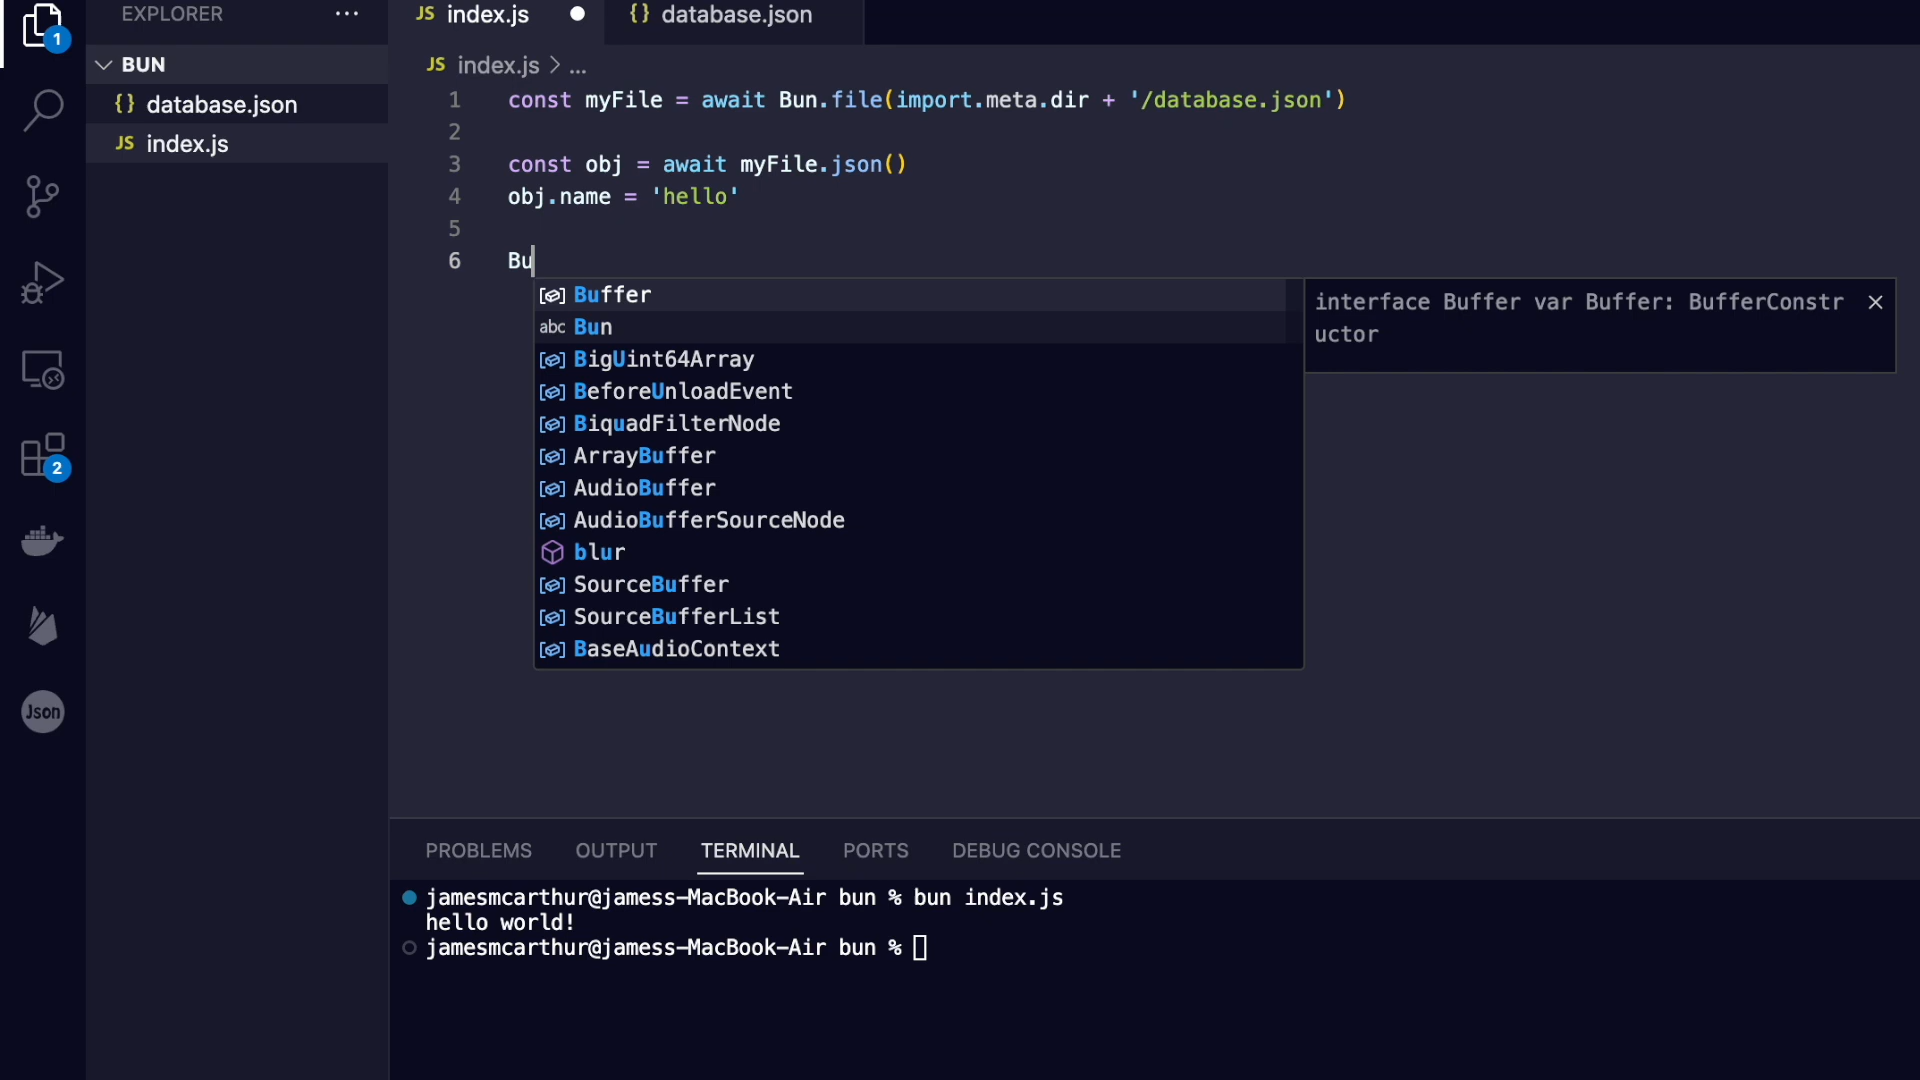 EXPLORER ...
1
BUN
{} database.json
JS index.js
2
Json
JS index.js
{} database.json
JS index.js > ...
1 const myFile = await Bun.file(import.meta.dir + '/database.json')
2
3 const obj = await myFile.json()
4 obj.name = 'hello'
5
6 Bu
Buffer
abc Bun
BigUint64Array
BeforeUnloadEvent
BiquadFilterNode
ArrayBuffer
AudioBuffer
AudioBufferSourceNode
blur
SourceBuffer
SourceBufferList
BaseAudioContext
interface Buffer var Buffer: BufferConstr
uctor
PROBLEMS OUTPUT TERMINAL PORTS DEBUG CONSOLE
jamesmcarthur@jamess-MacBook-Air bun % bun index.js
hello world!
jamesmcarthur@jamess-MacBook-Air bun %